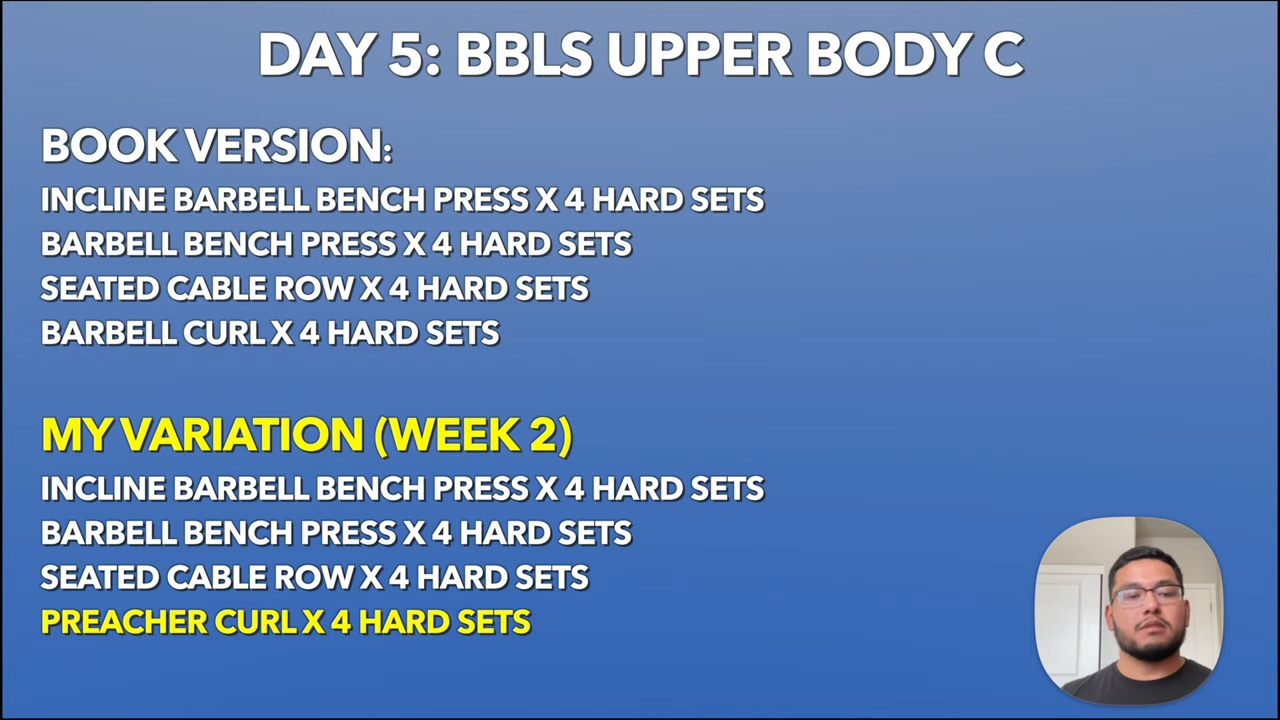 DAY 5: BBLS UPPER BODY C
BOOK VERSION:
INCLINE BARBELL BENCH PRESS X 4 HARD SETS
BARBELL BENCH PRESS X 4 HARD SETS
SEATED CABLE ROW X 4 HARD SETS
BARBELL CURL X 4 HARD SETS
MY VARIATION (WEEK 2)
INCLINE BARBELL BENCH PRESS X 4 HARD SETS
BARBELL BENCH PRESS X 4 HARD SETS
SEATED CABLE ROW X 4 HARD SETS
PREACHER CURL X 4 HARD SETS